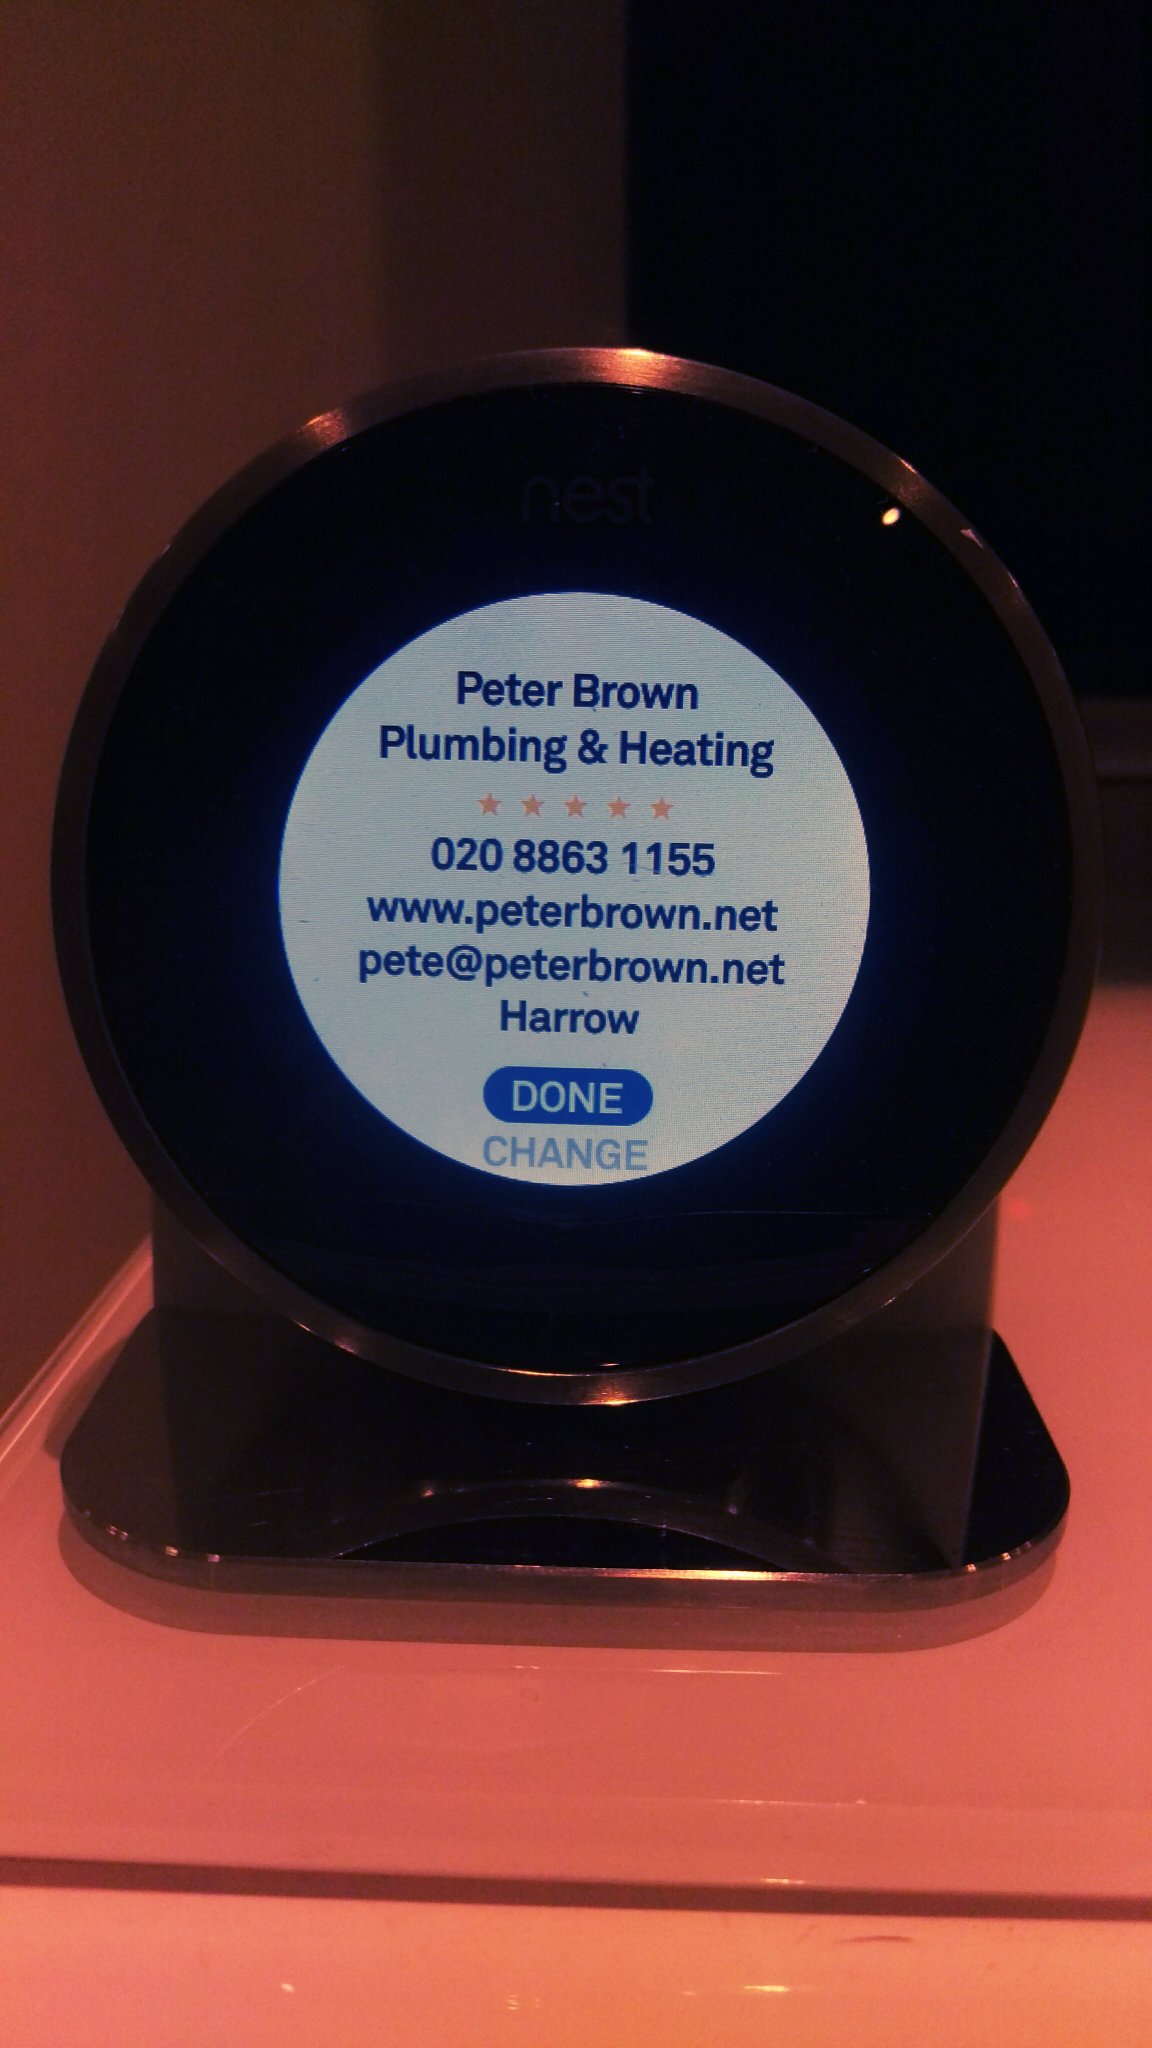 nest
Peter Brown
Plumbing & Heating
020 8863 1155
www.peterbrown.net
pete@peterbrown.net
Harrow
DONE
CHANGE